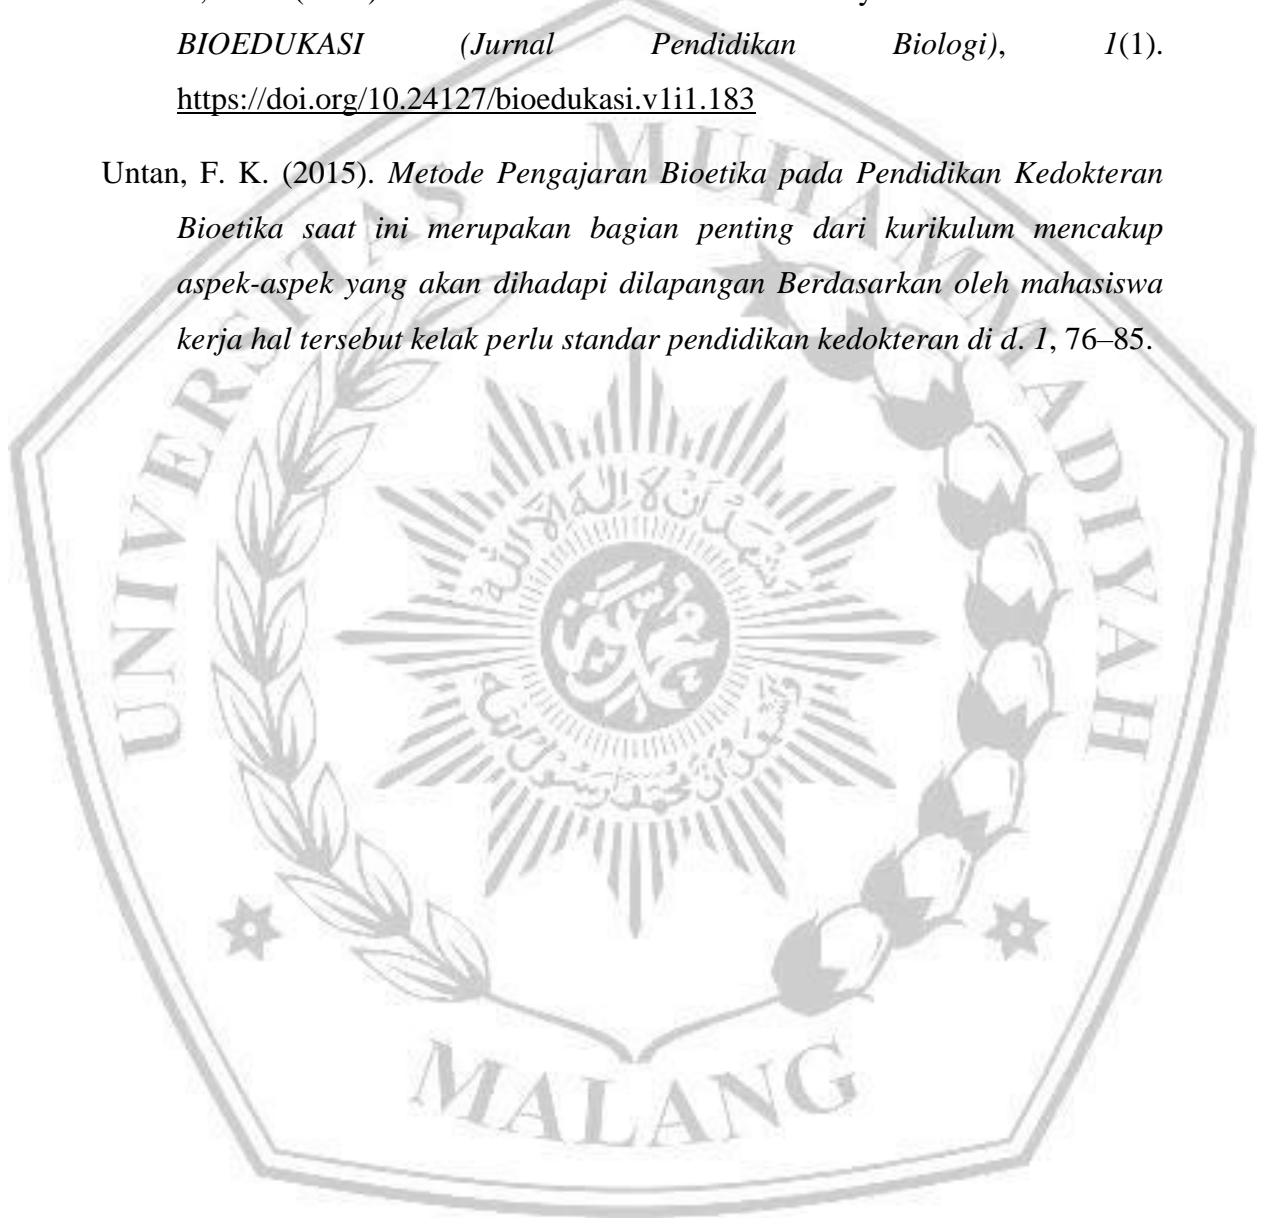 BIOEDUKASI (Jurnal Pendidikan Biologi), 1(1).
https://doi.org/10.24127/bioedukasi.v1i1.183
Untan, F. K. (2015). Metode Pengajaran Bioetika pada Pendidikan Kedokteran
Bioetika saat ini merupakan bagian penting dari kurikulum mencakup
aspek-aspek yang akan dihadapi dilapangan Berdasarkan oleh mahasiswa
kerja hal tersebut kelak perlu standar pendidikan kedokteran di d. 1, 76–85.
UNIVERSITAS MUHAMMADIYAH
MALANG